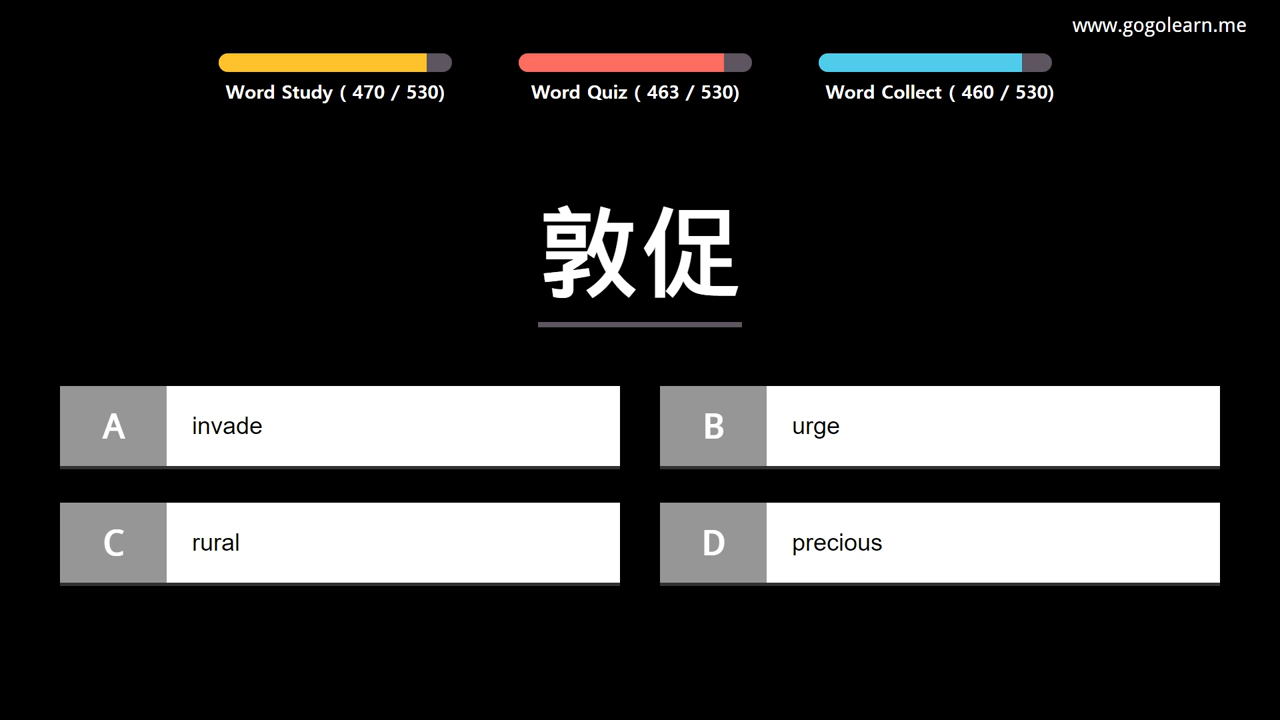 www.gogolearn.me
Word Study ( 470 / 530)
Word Quiz ( 463 / 530)
Word Collect ( 460 / 530)
敦促
A invade
B urge
C rural
D precious